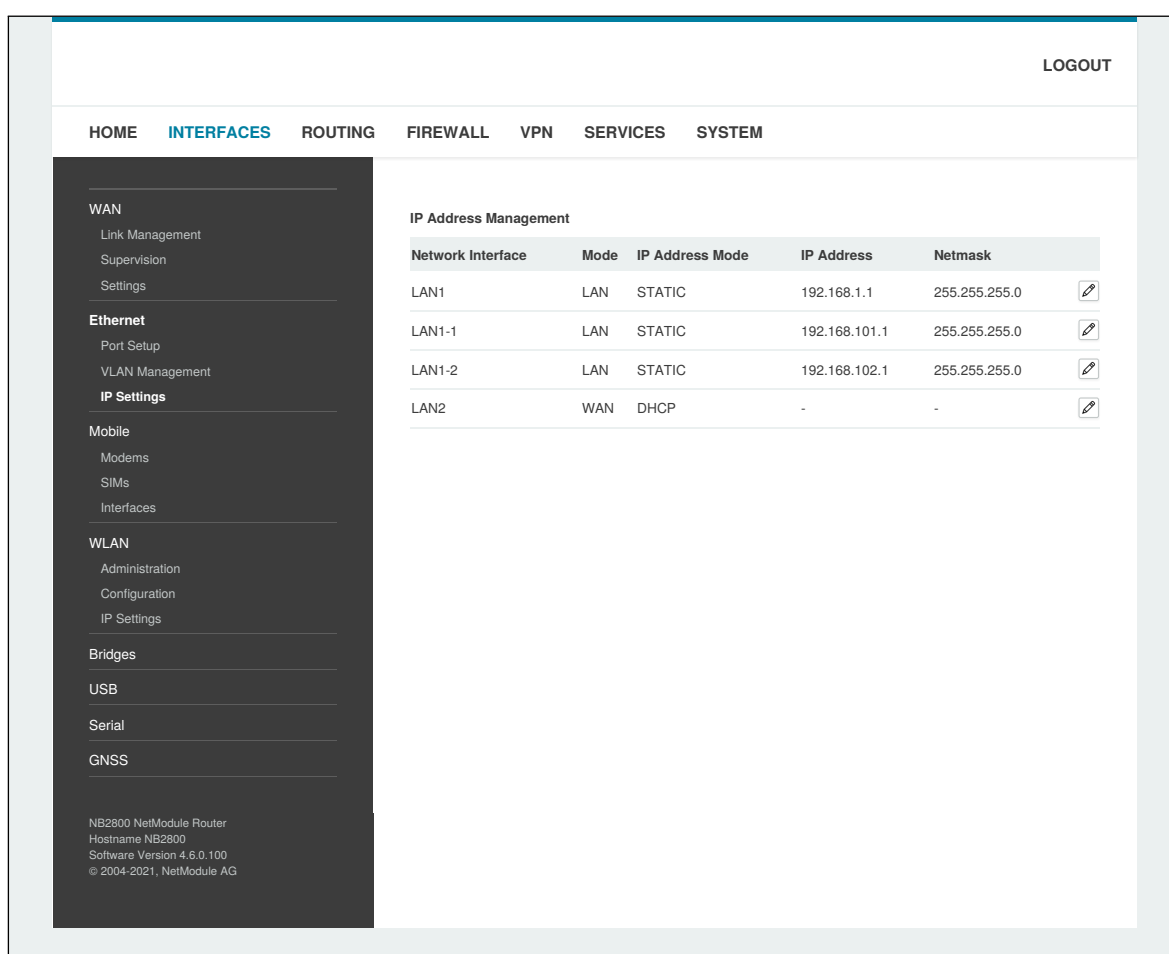 LOGOUT
HOME INTERFACES ROUTING FIREWALL VPN SERVICES SYSTEM
WAN
Link Management
Supervision
Settings
Ethernet
Port Setup
VLAN Management
IP Settings
Mobile
Modems
SIMs
Interfaces
WLAN
Administration
Configuration
IP Settings
Bridges
USB
Serial
GNSS
NB2800 NetModule Router
Hostname NB2800
Software Version 4.6.0.100
© 2004-2021, NetModule AG
IP Address Management
Network Interface Mode IP Address Mode IP Address Netmask
LAN1 LAN STATIC 192.168.1.1 255.255.255.0
LAN1-1 LAN STATIC 192.168.101.1 255.255.255.0
LAN1-2 LAN STATIC 192.168.102.1 255.255.255.0
LAN2 WAN DHCP - -